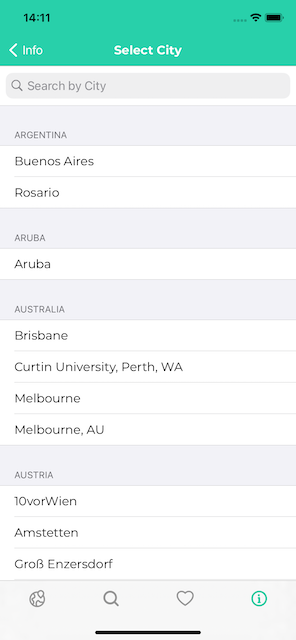 14:11
Info
Select City
Search by City
ARGENTINA
Buenos Aires
Rosario
ARUBA
Aruba
AUSTRALIA
Brisbane
Curtin University, Perth, WA
Melbourne
Melbourne, AU
AUSTRIA
10vorWien
Amstetten
Groß Enzersdorf